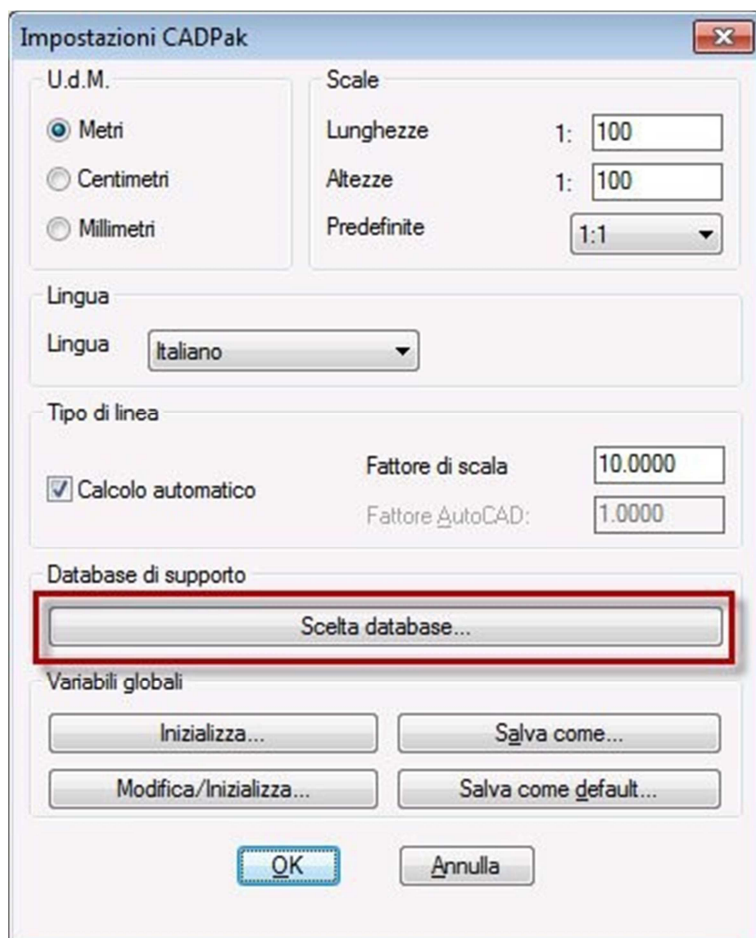 Impostazioni CADPak
U.d.M.
Metri
Centimetri
Millimetri
Scale
Lunghezze 1: 100
Altezze 1: 100
Predefinite 1:1
Lingua
Lingua Italiano
Tipo di linea
Calcolo automatico
Fattore di scala 10.0000
Fattore AutoCAD: 1.0000
Database di supporto
Scelta database...
Variabili globali
Inizializza... Salva come...
Modifica/Inizializza... Salva come default...
OK Annulla